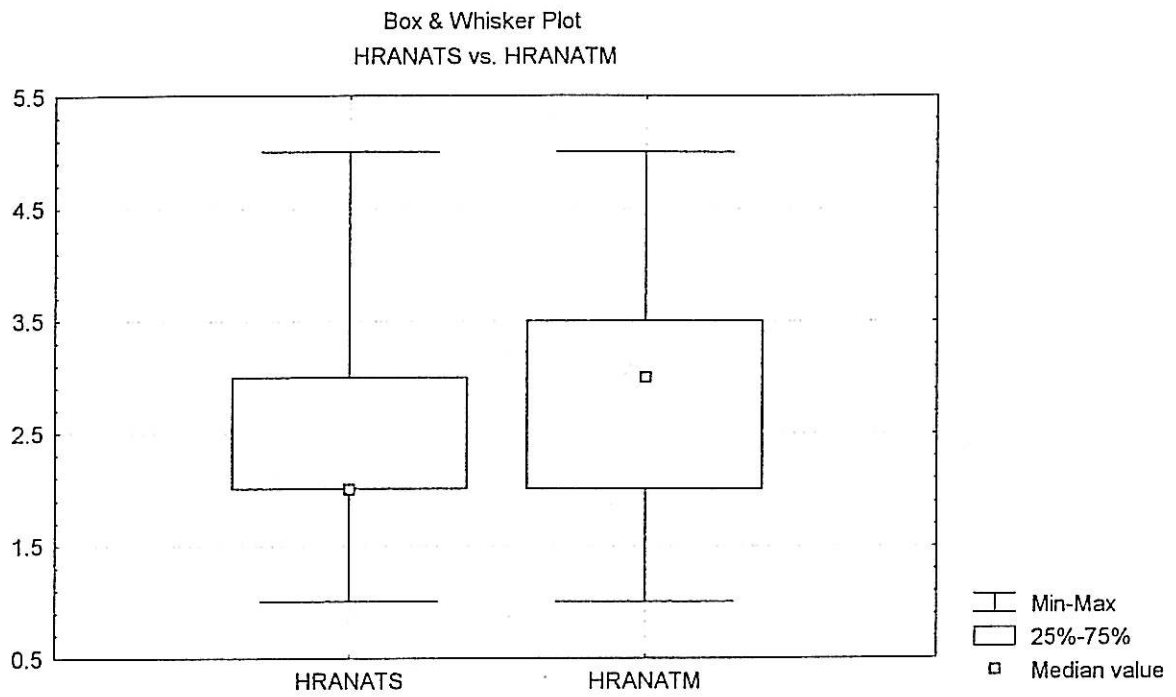 Box & Whisker Plot
HRANATS vs. HRANATM
5.5
4.5
3.5
2.5
1.5
0.5
HRANATS
HRANATM
Min-Max
25%-75%
Median value